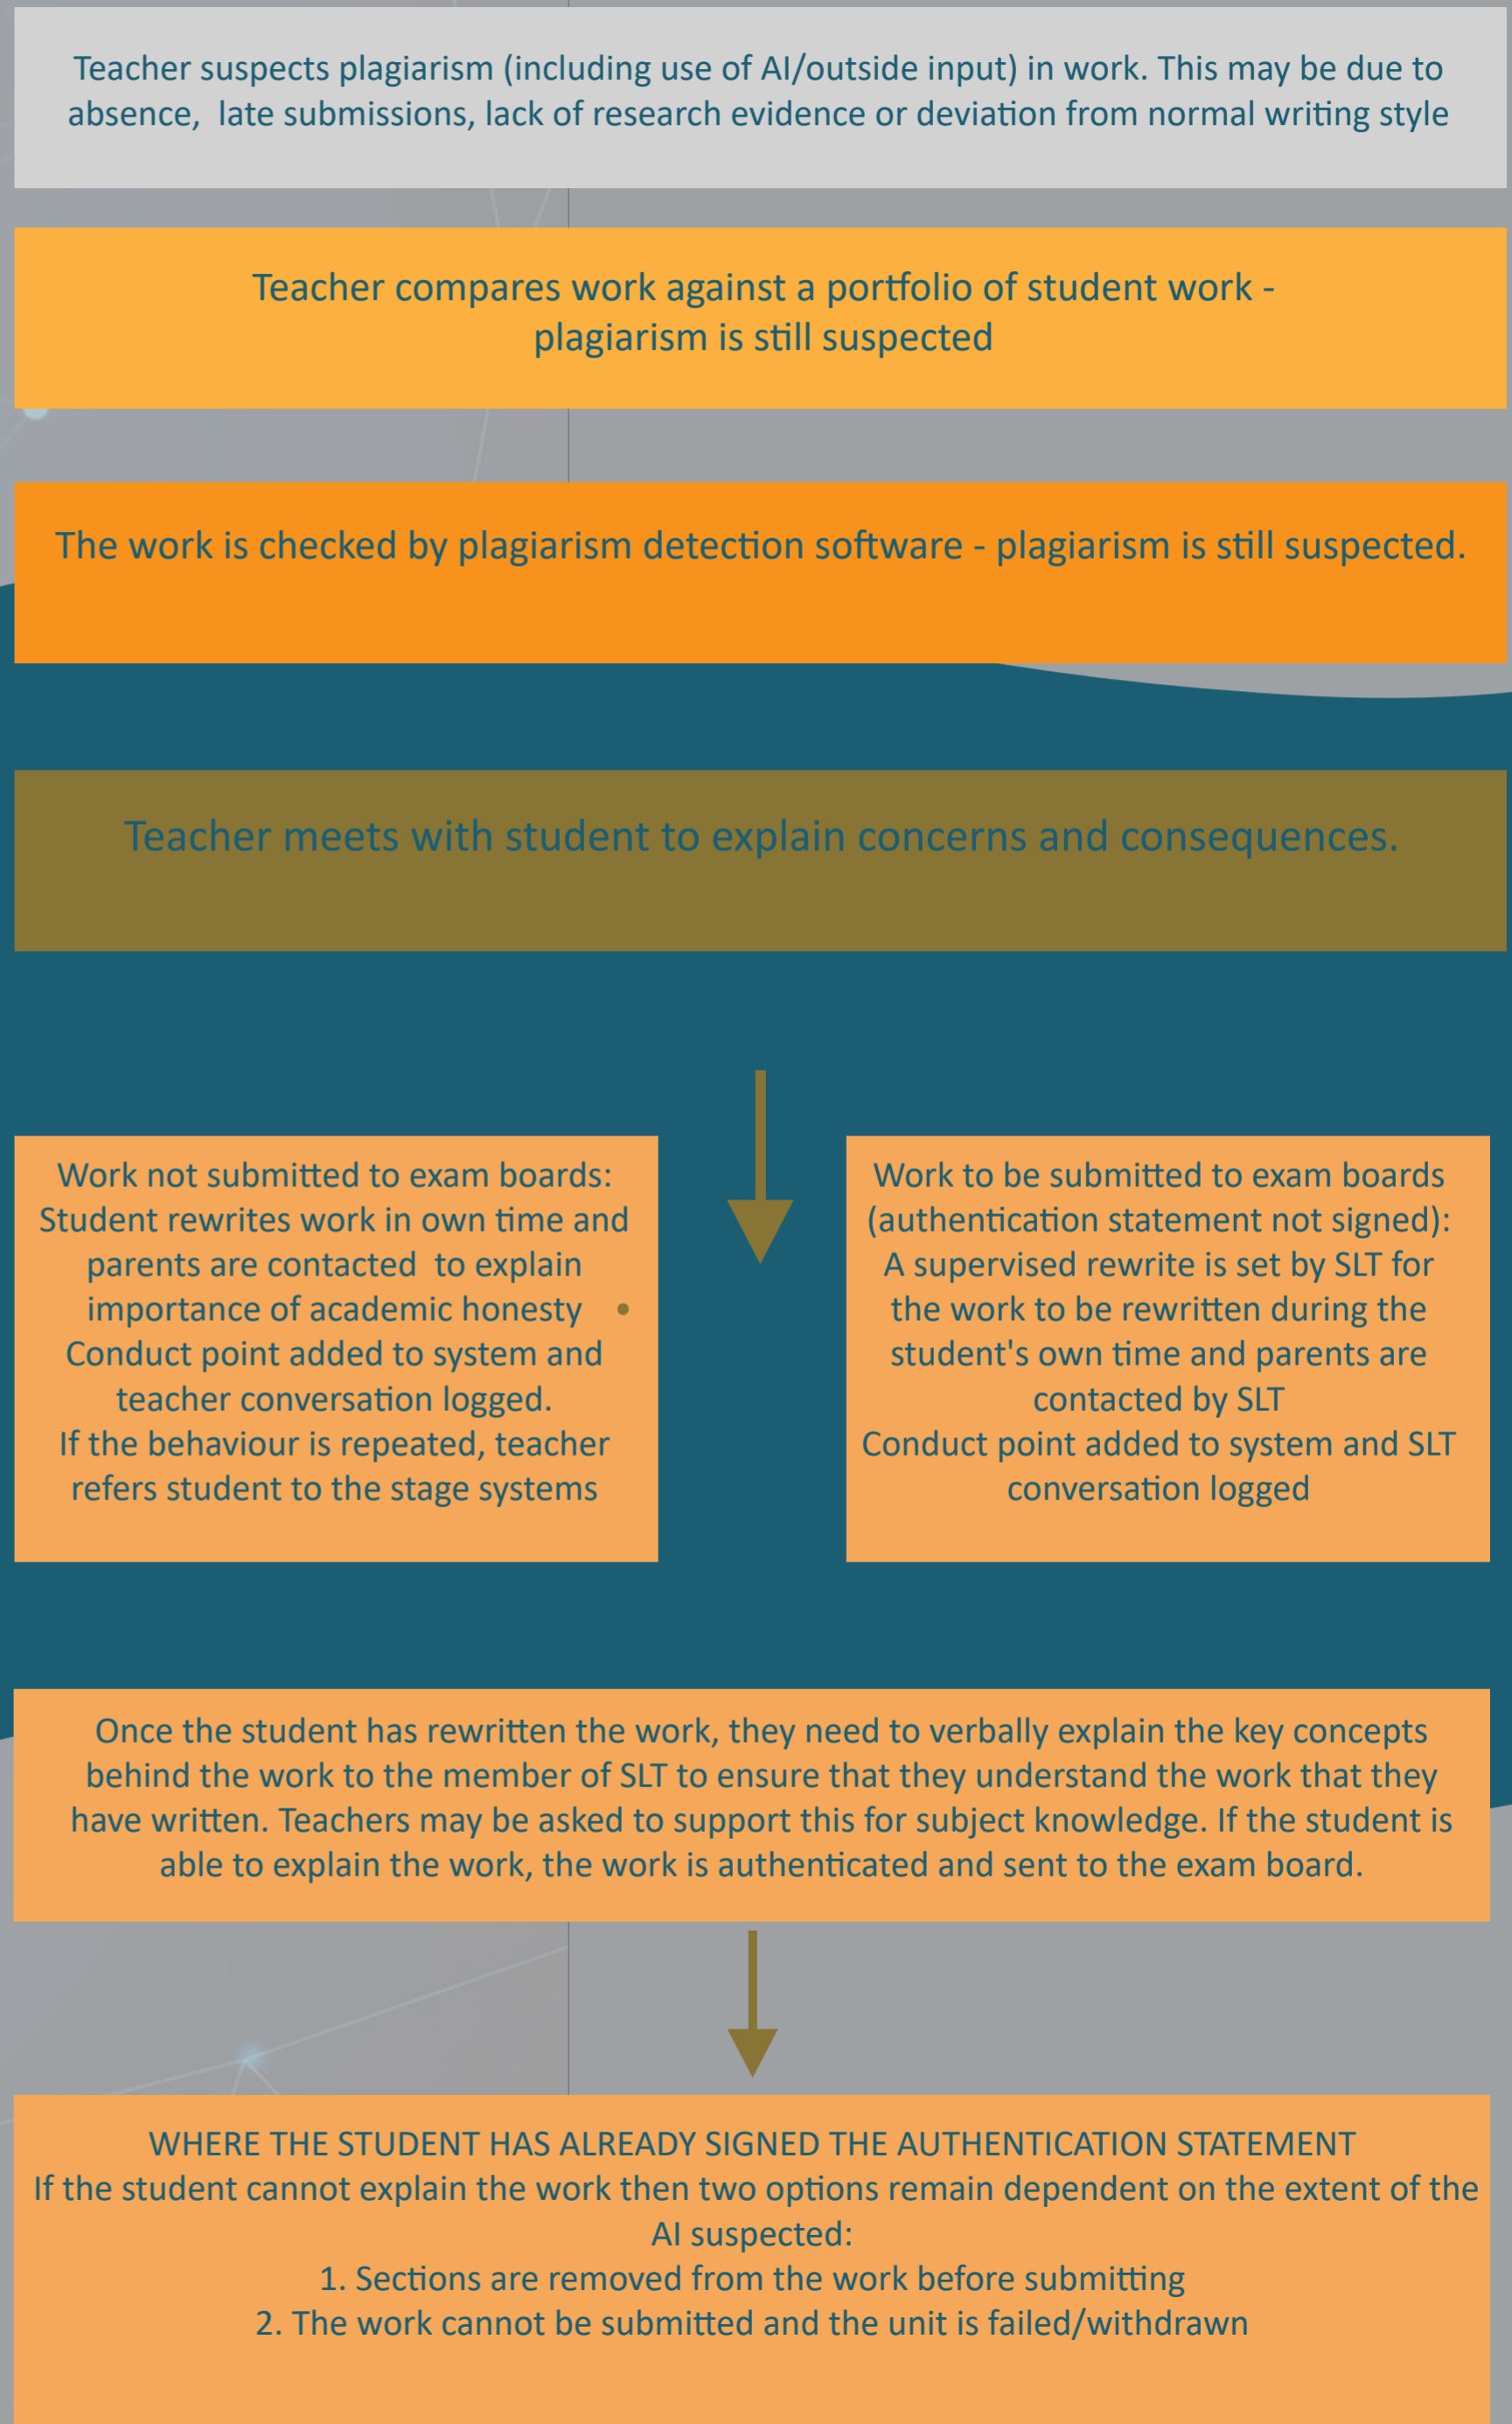 Teacher suspects plagiarism (including use of AI/outside input) in work. This may be due to
absence,  late submissions, lack of research evidence or deviation from normal writing style
Teacher compares work against a portfolio of student work -
plagiarism is still suspected
The work is checked by plagiarism detection software - plagiarism is still suspected.
Teacher meets with student to explain concerns and consequences.
Work not submitted to exam boards:
Student rewrites work in own time and
parents are contacted  to explain
importance of academic honesty •
Conduct point added to system and
teacher conversation logged.
If the behaviour is repeated, teacher
refers student to the stage systems
Work to be submitted to exam boards
(authentication statement not signed):
A supervised rewrite is set by SLT for
the work to be rewritten during the
student's own time and parents are
contacted by SLT
Conduct point added to system and SLT
conversation logged
Once the student has rewritten the work, they need to verbally explain the key concepts
behind the work to the member of SLT to ensure that they understand the work that they
have written. Teachers may be asked to support this for subject knowledge. If the student is
able to explain the work, the work is authenticated and sent to the exam board.
WHERE THE STUDENT HAS ALREADY SIGNED THE AUTHENTICATION STATEMENT
If the student cannot explain the work then two options remain dependent on the extent of the
AI suspected:
1. Sections are removed from the work before submitting
2. The work cannot be submitted and the unit is failed/withdrawn